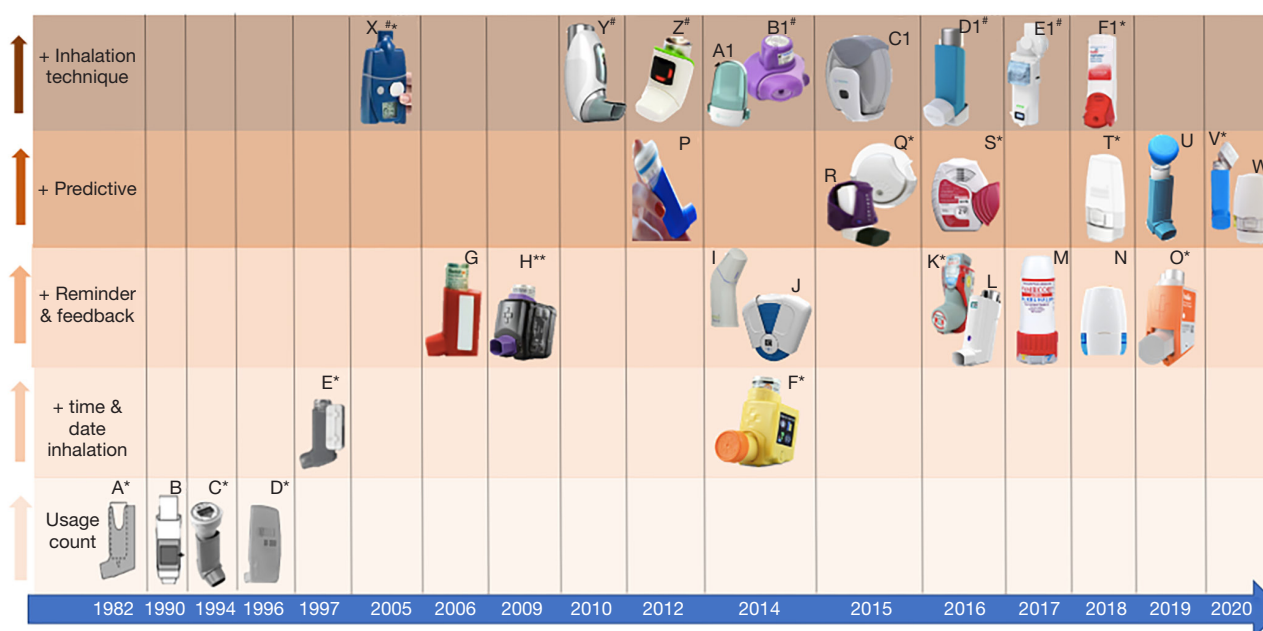 X #*
Y#
Z#
A1
B1#
C1
D1#
E1#
F1*
+ Inhalation
technique
P
R
Q*
S*
T*
U
V*
W
+ Predictive
G
H**
I
J
K*
L
M
N
O*
+ Reminder
& feedback
E*
F*
+ time &
date
inhalation
A*
B
C*
D*
Usage
count
1982
1990
1994
1996
1997
2005
2006
2009
2010
2012
2014
2015
2016
2017
2018
2019
2020